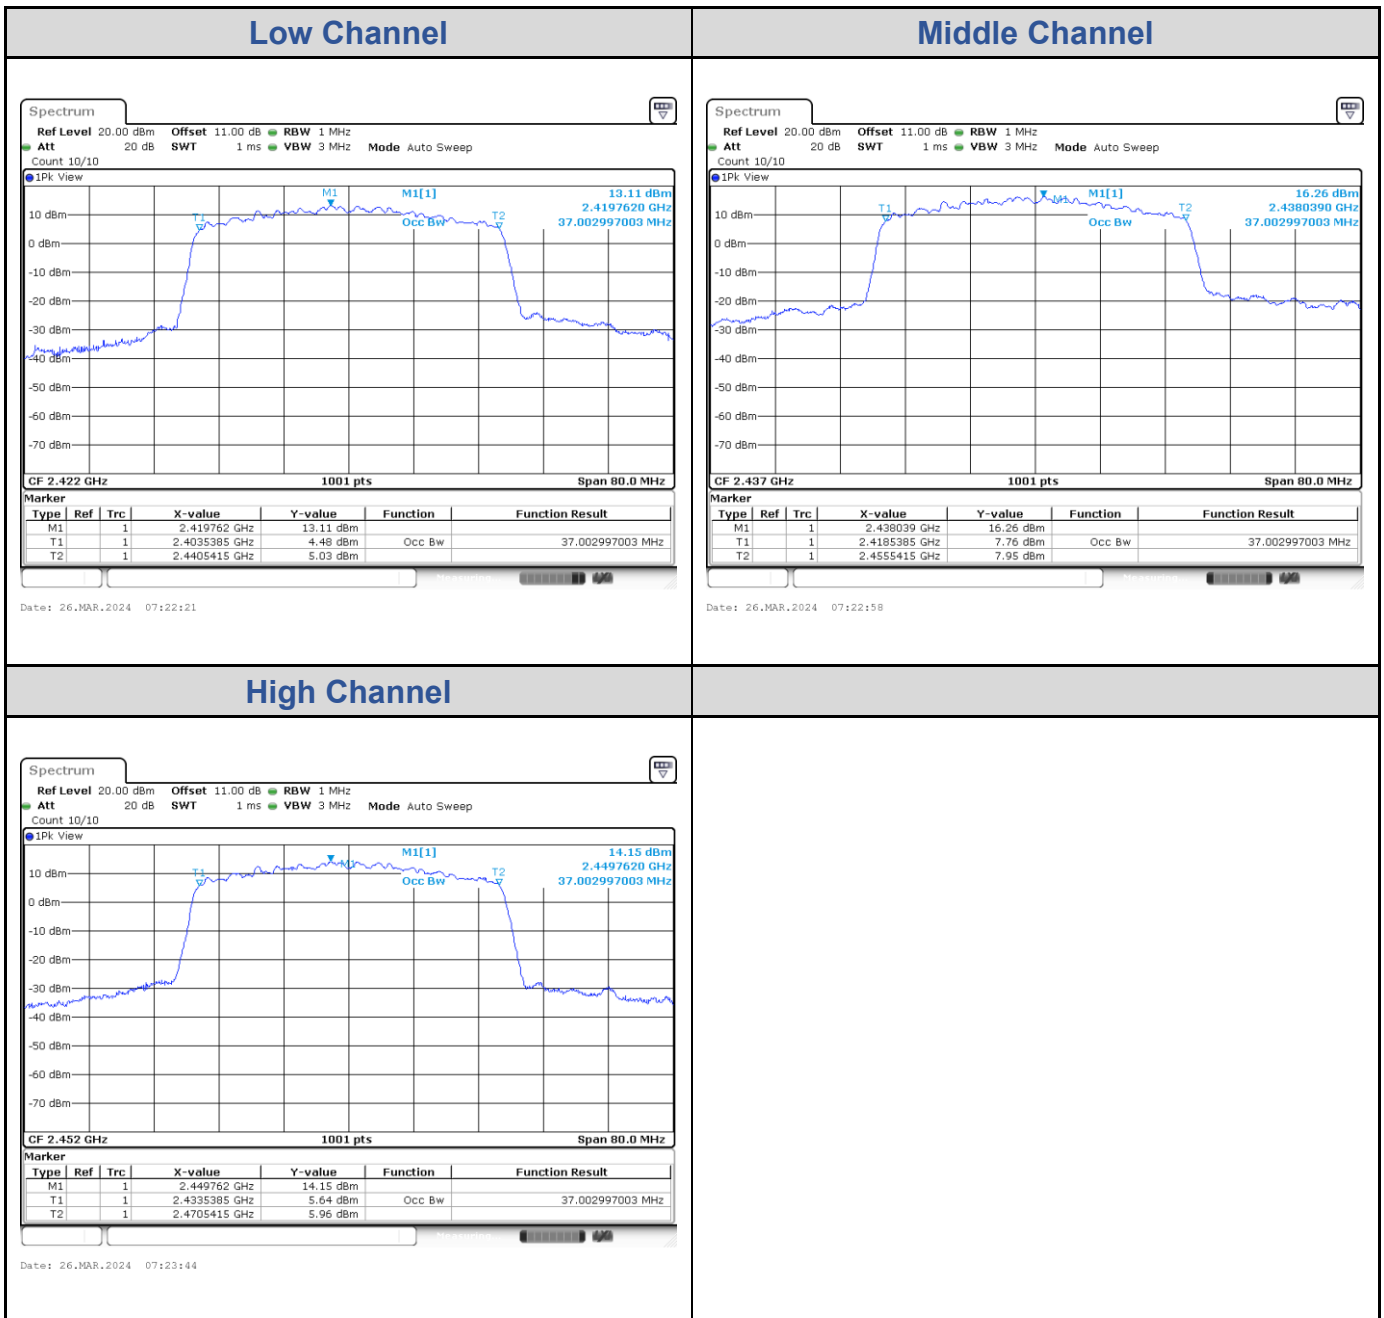 Low Channel
Middle Channel
Spectrum
Ref Level 20.00 dBm Offset 11.00 dB RBW 1 MHz
Att 20 dB SWT 1 ms VBW 3 MHz Mode Auto Sweep
Count 10/10
1Pk View
M1[1] 13.11 dBm
2.4197620 GHz
Occ Bw 37.002997003 MHz
M1
T1
T2
10 dBm
0 dBm
-10 dBm
-20 dBm
-30 dBm
-40 dBm
-50 dBm
-60 dBm
-70 dBm
CF 2.422 GHz 1001 pts Span 80.0 MHz
Marker
Type Ref Trc X-value Y-value Function Function Result
M1 1 2.419762 GHz 13.11 dBm
T1 1 2.4035385 GHz 4.48 dBm Occ Bw 37.002997003 MHz
T2 1 2.4405415 GHz 5.03 dBm
Measuring...
Date: 26.MAR.2024 07:22:21
Spectrum
Ref Level 20.00 dBm Offset 11.00 dB RBW 1 MHz
Att 20 dB SWT 1 ms VBW 3 MHz Mode Auto Sweep
Count 10/10
1Pk View
M1[1] 16.26 dBm
2.4380390 GHz
Occ Bw 37.002997003 MHz
M1
T1
T2
10 dBm
0 dBm
-10 dBm
-20 dBm
-30 dBm
-40 dBm
-50 dBm
-60 dBm
-70 dBm
CF 2.437 GHz 1001 pts Span 80.0 MHz
Marker
Type Ref Trc X-value Y-value Function Function Result
M1 1 2.438039 GHz 16.26 dBm
T1 1 2.4185385 GHz 7.76 dBm Occ Bw 37.002997003 MHz
T2 1 2.4555415 GHz 7.95 dBm
Measuring...
Date: 26.MAR.2024 07:22:58
High Channel
Spectrum
Ref Level 20.00 dBm Offset 11.00 dB RBW 1 MHz
Att 20 dB SWT 1 ms VBW 3 MHz Mode Auto Sweep
Count 10/10
1Pk View
M1[1] 14.15 dBm
2.4497620 GHz
Occ Bw 37.002997003 MHz
M1
T1
T2
10 dBm
0 dBm
-10 dBm
-20 dBm
-30 dBm
-40 dBm
-50 dBm
-60 dBm
-70 dBm
CF 2.452 GHz 1001 pts Span 80.0 MHz
Marker
Type Ref Trc X-value Y-value Function Function Result
M1 1 2.449762 GHz 14.15 dBm
T1 1 2.4335385 GHz 5.64 dBm Occ Bw 37.002997003 MHz
T2 1 2.4705415 GHz 5.96 dBm
Measuring...
Date: 26.MAR.2024 07:23:44